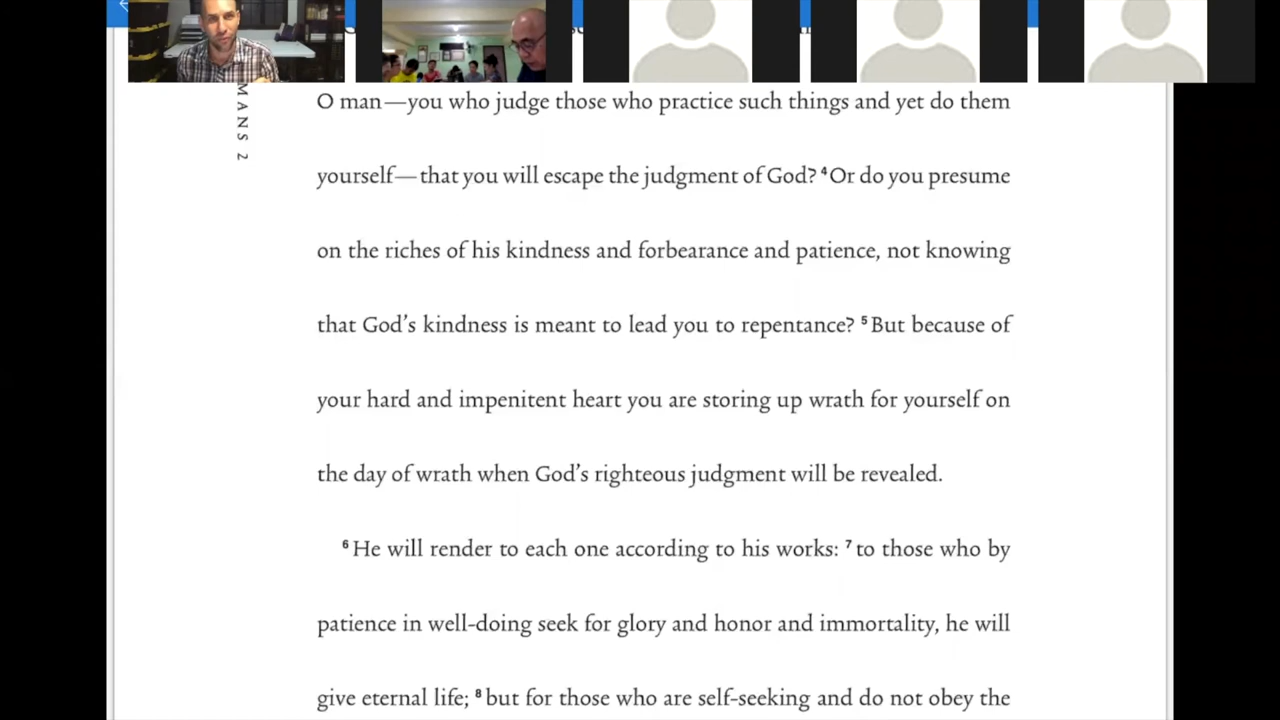 MANS 2
O man—you who judge those who practice such things and yet do them
yourself—that you will escape the judgment of God? ⁴Or do you presume
on the riches of his kindness and forbearance and patience, not knowing
that God’s kindness is meant to lead you to repentance? ⁵But because of
your hard and impenitent heart you are storing up wrath for yourself on
the day of wrath when God’s righteous judgment will be revealed.
⁶He will render to each one according to his works: ⁷to those who by
patience in well-doing seek for glory and honor and immortality, he will
give eternal life; ⁸but for those who are self-seeking and do not obey the